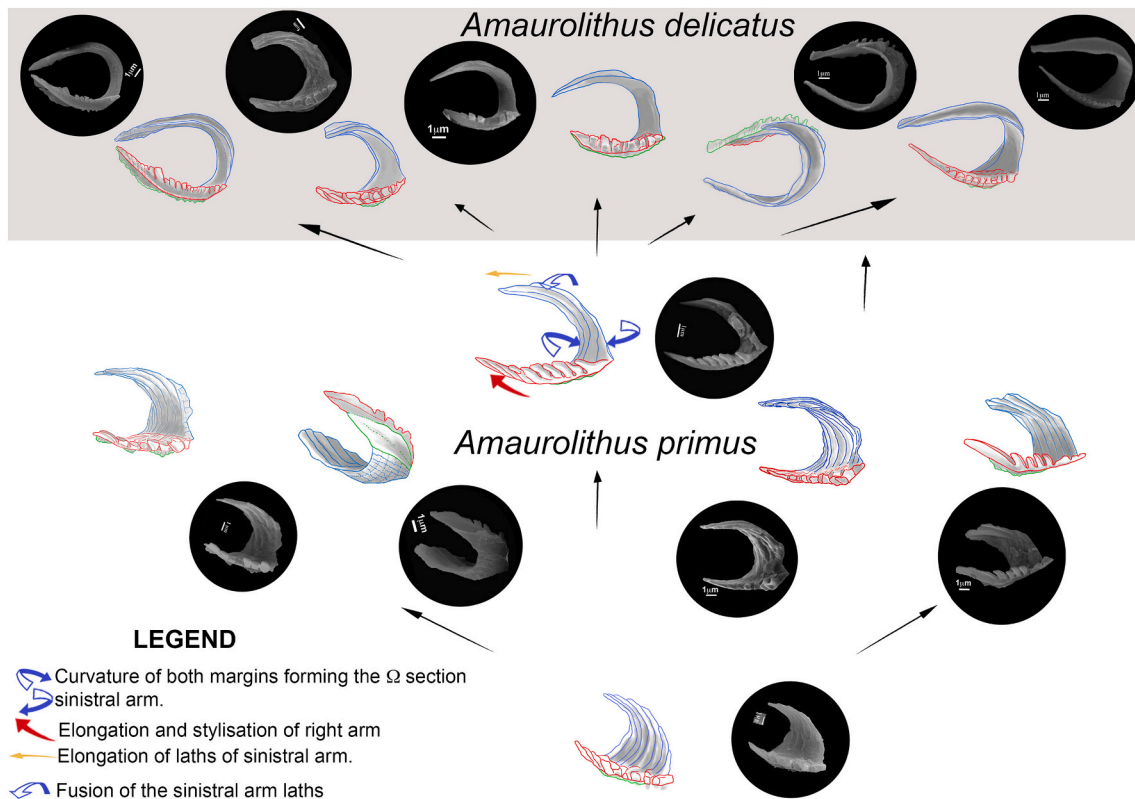 Amaurolithus delicatus
1μm
1μm
1μm
1μm
Amaurolithus primus
1μm
1μm
1μm
LEGEND
Curvature of both margins forming the Ω section
sinistral arm.
Elongation and stylisation of right arm
Elongation of laths of sinistral arm.
Fusion of the sinistral arm laths